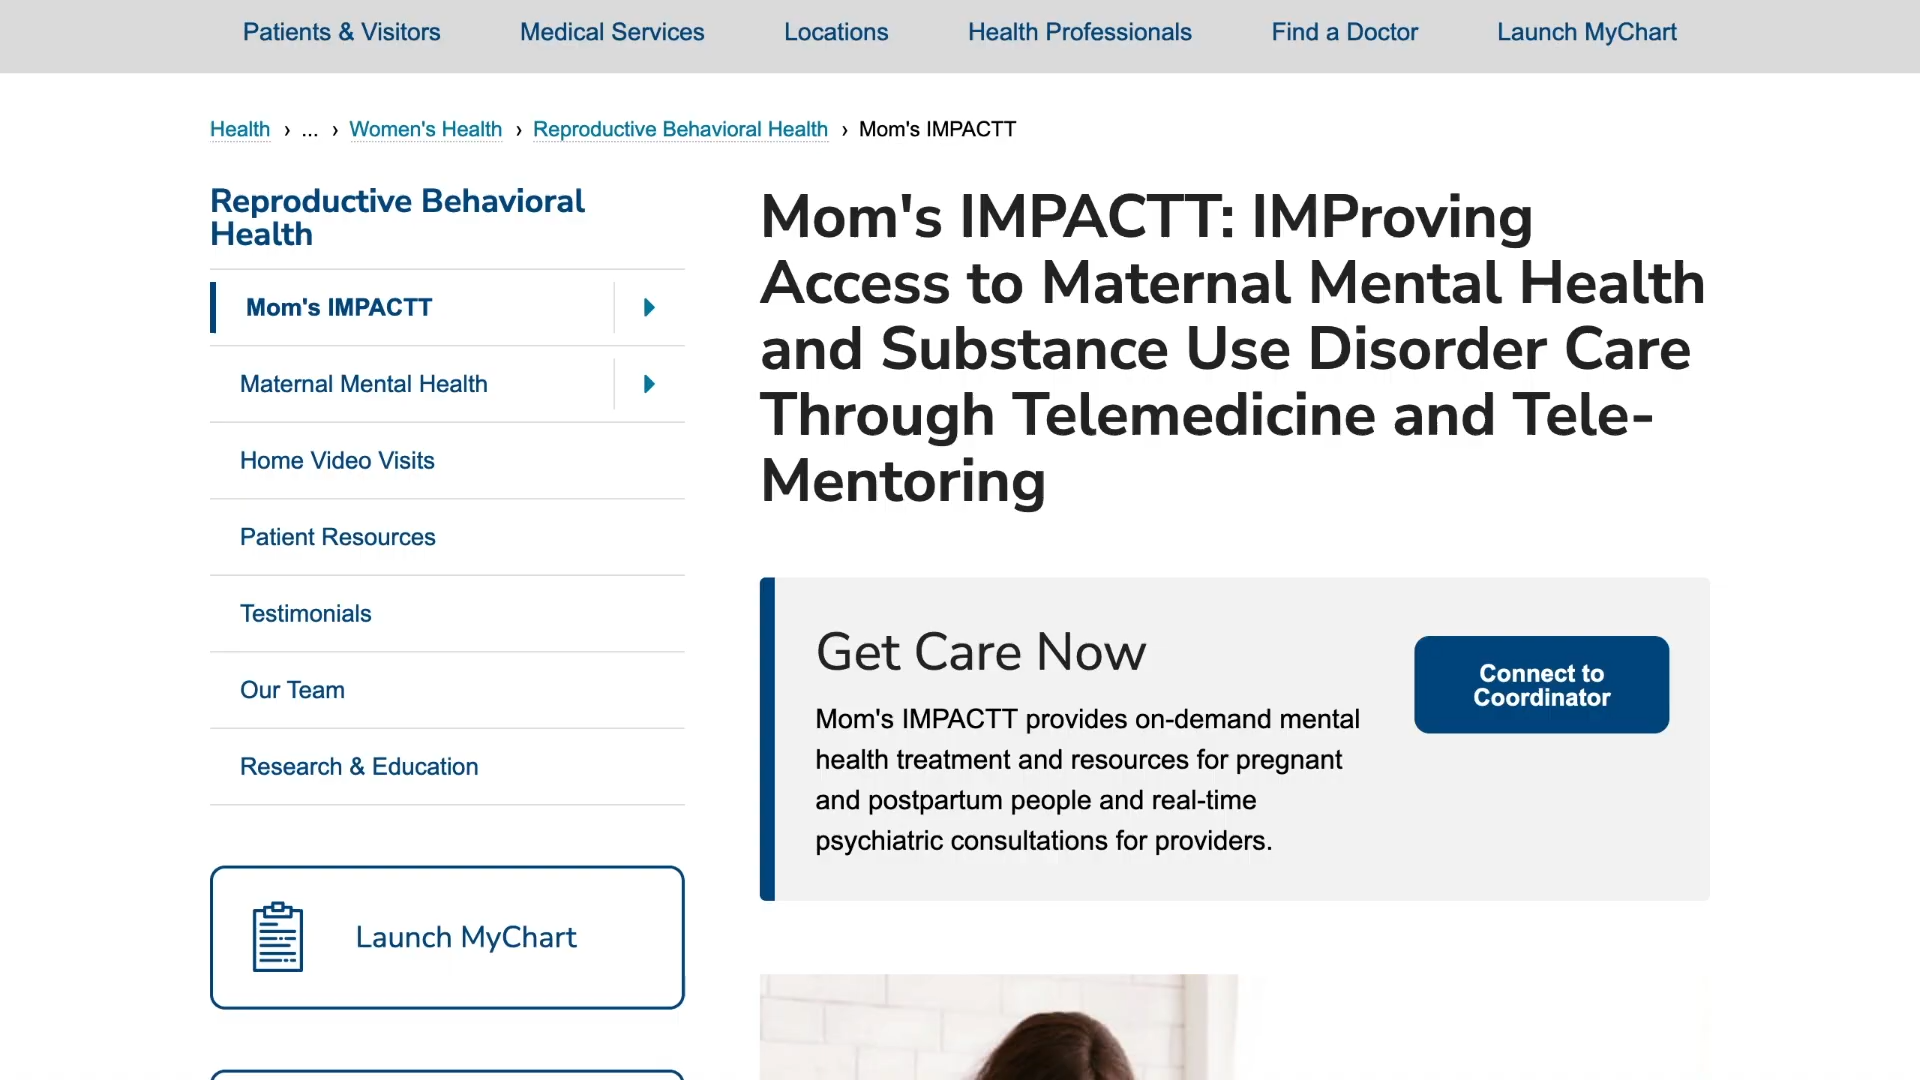 Patients & Visitors Medical Services Locations Health Professionals Find a Doctor Launch MyChart
Health › ... › Women's Health › Reproductive Behavioral Health › Mom's IMPACTT
Reproductive Behavioral
Health
Mom's IMPACTT
Maternal Mental Health
Home Video Visits
Patient Resources
Testimonials
Our Team
Research & Education
Launch MyChart
Mom's IMPACTT: IMProving
Access to Maternal Mental Health
and Substance Use Disorder Care
Through Telemedicine and Tele-
Mentoring
Get Care Now
Mom's IMPACTT provides on-demand mental
health treatment and resources for pregnant
and postpartum people and real-time
psychiatric consultations for providers.
Connect to
Coordinator